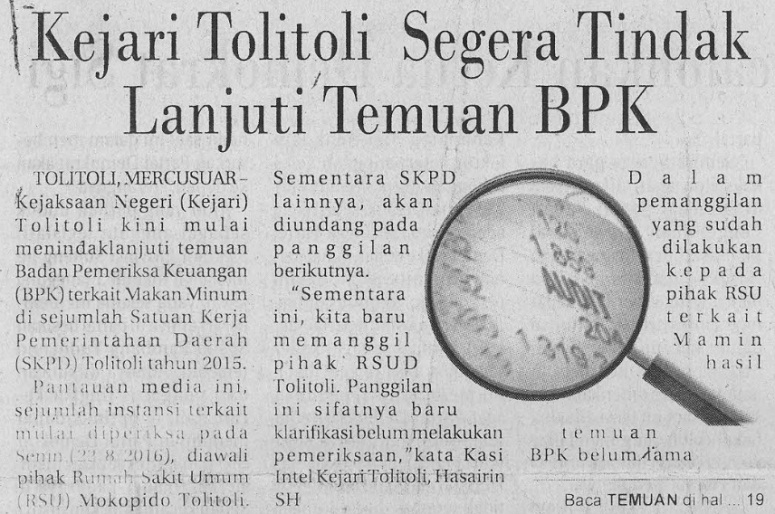 Kejari Tolitoli Segera Tindak
Lanjuti Temuan BPK
TOLITOLI, MERCUSUAR –
Kejaksaan Negeri (Kejari)
Tolitoli kini mulai
menindaklanjuti temuan
Badan Pemeriksa Keuangan
(BPK) terkait Makan Minum
di sejumlah Satuan Kerja
Pemerintahan Daerah
(SKPD) Tolitoli tahun 2015.
Pantauan media ini,
sejumlah instansi terkait
mulai diperiksa pada
Senin (22/8/2016), diawali
pihak Rumah Sakit Umum
(RSU) Mokopido Tolitoli.
Sementara SKPD
lainnya, akan
diundang pada
panggilan
berikutnya.
"Sementara
ini, kita baru
memanggil
pihak RSUD
Tolitoli. Panggilan
ini sifatnya baru
klarifikasi belum melakukan
pemeriksaan," kata Kasi
Intel Kejari Tolitoli, Hasairin
SH
Dalam
pemanggilan
yang sudah
dilakukan
kepada
pihak RSU
terkait
Mamin
hasil
temuan
BPK belum lama
AUDIT
Baca TEMUAN di hal ... 19